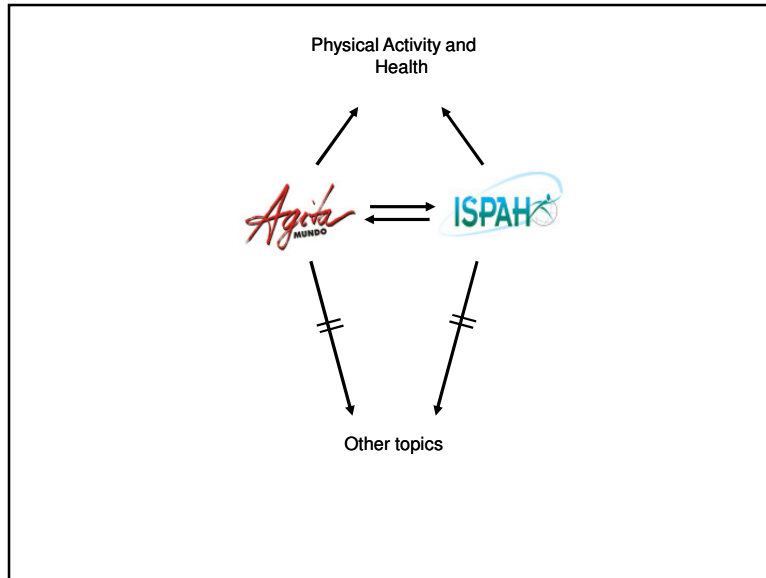 Physical Activity and
Health
Agita
MUNDO
ISPAH
Other topics